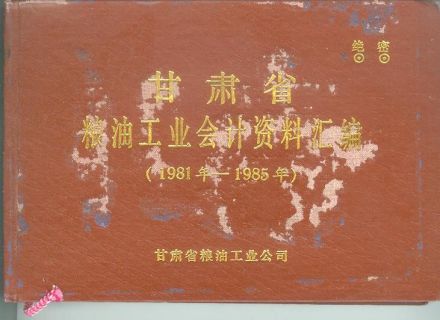 绝密
甘肃省
粮油工业会计资料汇编
(1981年—1985年)
甘肃省粮油工业公司